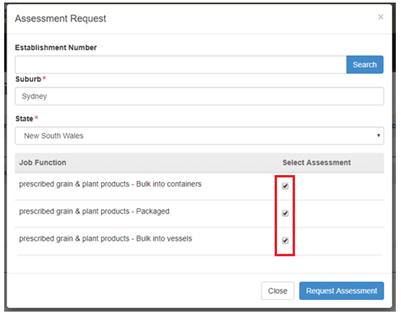 Assessment Request
×
Establishment Number
Search
Suburb *
Sydney
State *
New South Wales
Job Function Select Assessment
prescribed grain & plant products - Bulk into containers
prescribed grain & plant products - Packaged
prescribed grain & plant products - Bulk into vessels
Close Request Assessment